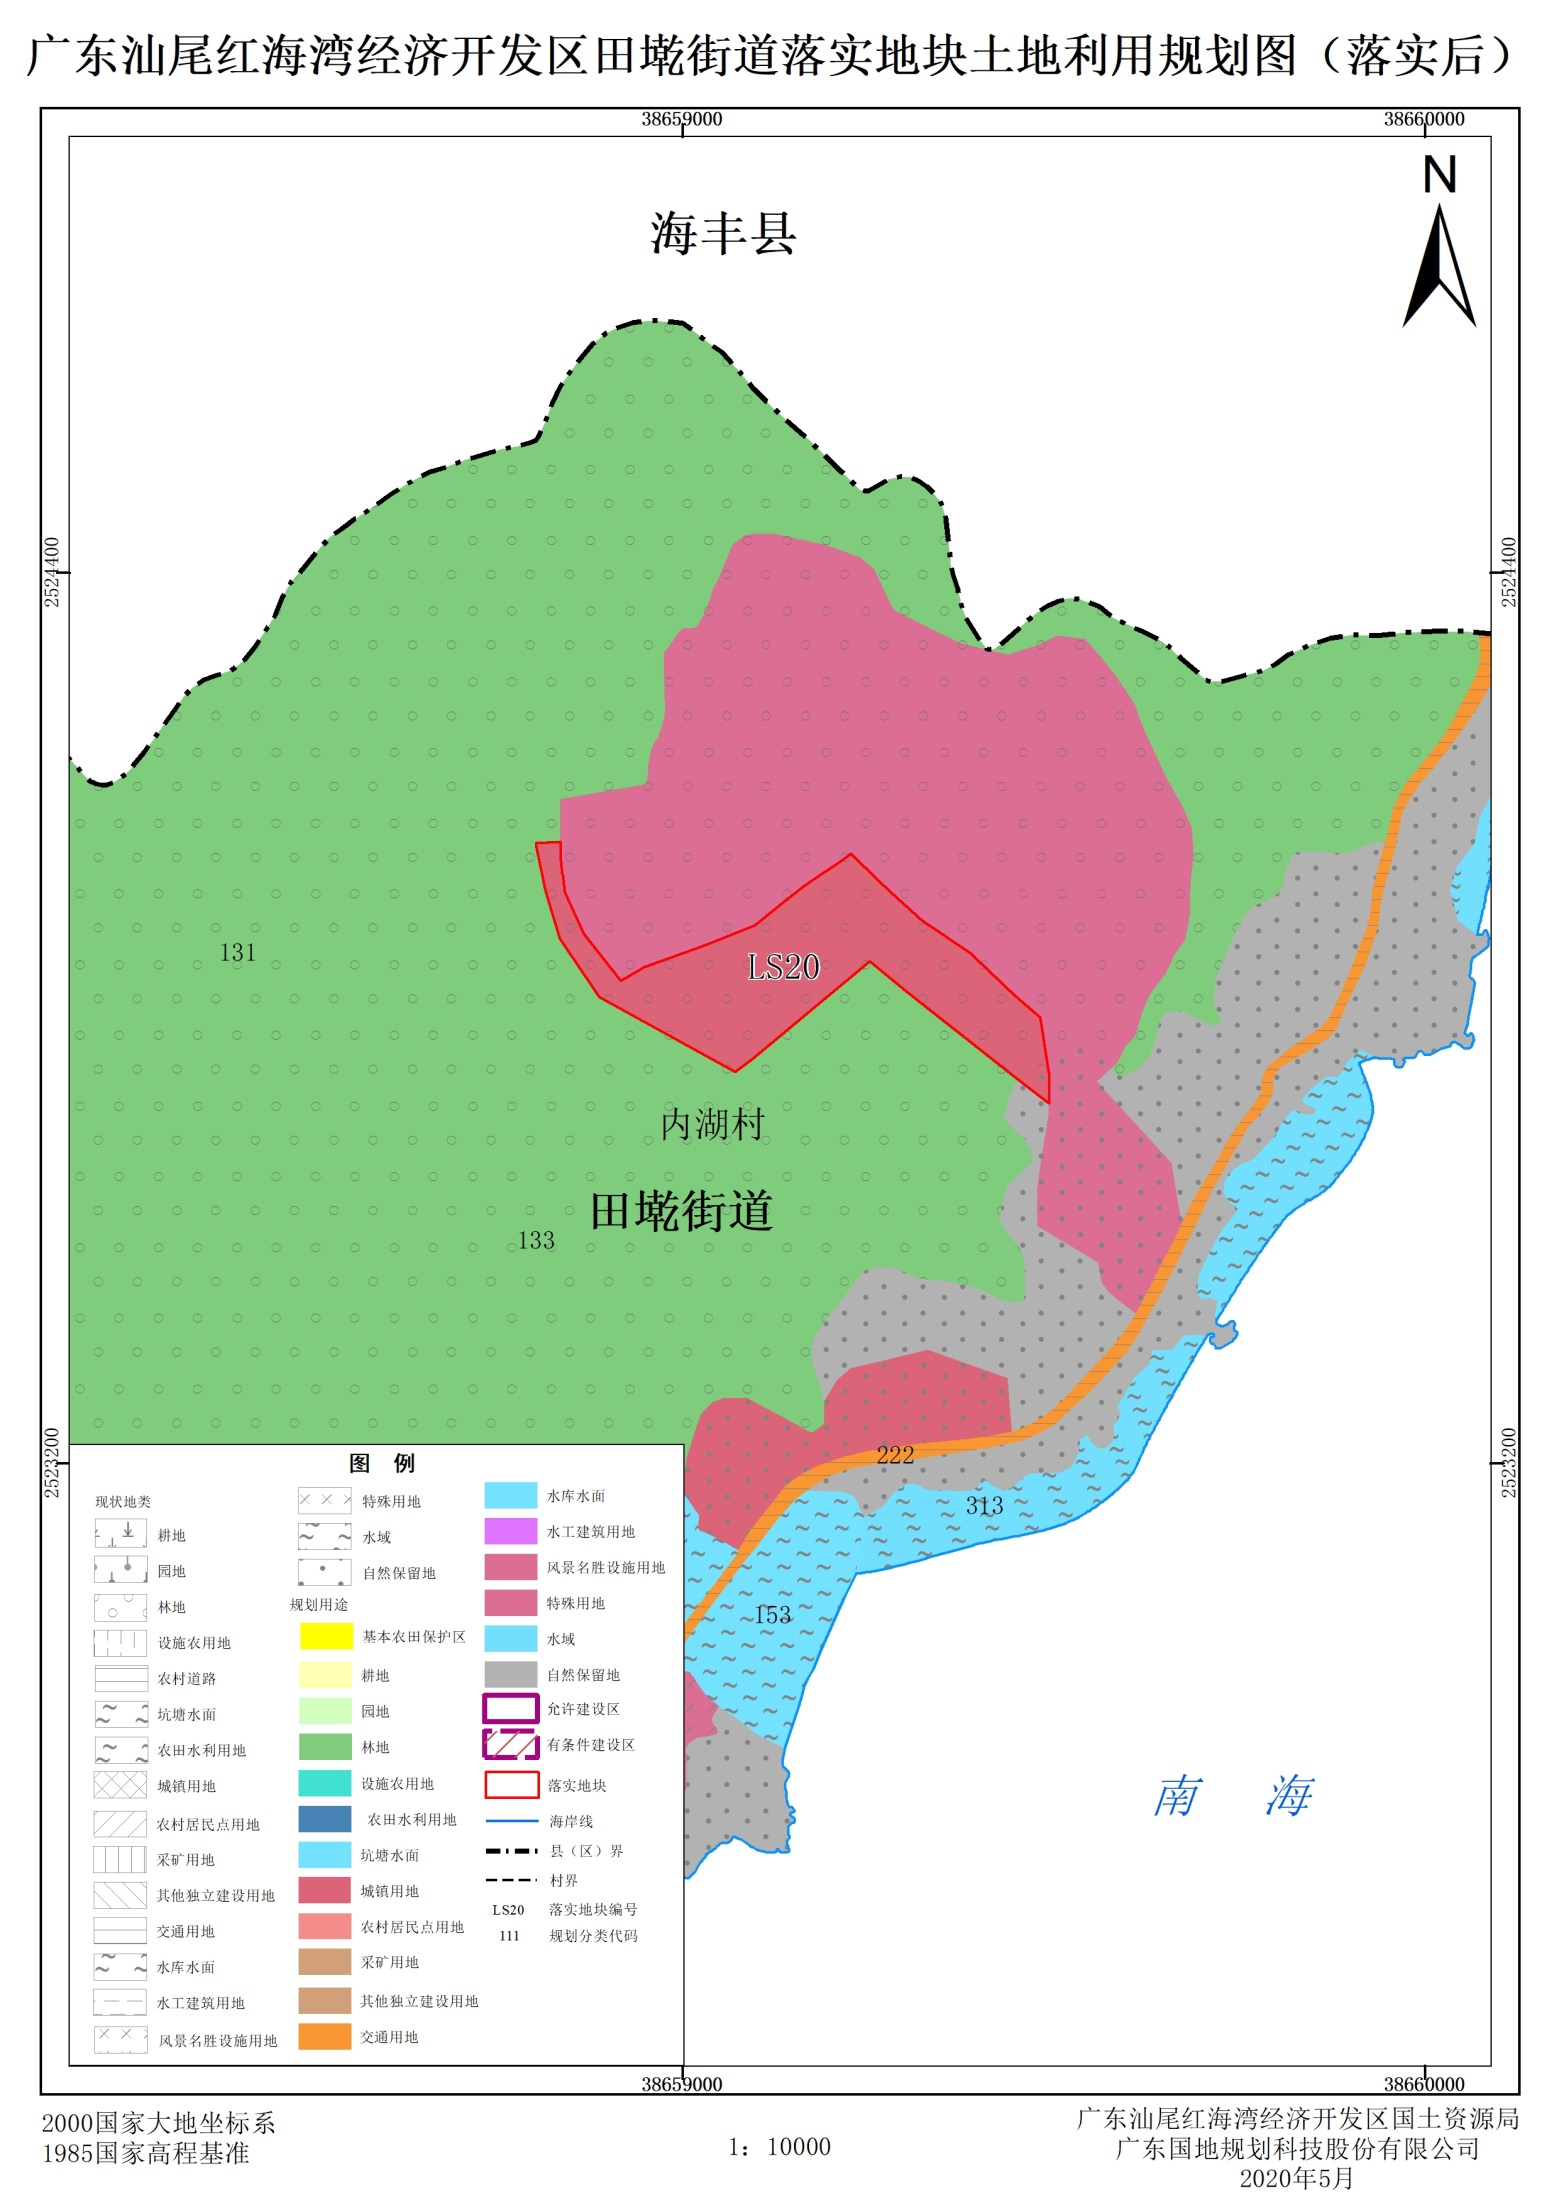 广东汕尾红海湾经济开发区田墘街道落实地块土地利用规划图（落实后）
38659000
38660000
N
海丰县
2524400
2524400
131
LS20
内湖村
田墘街道
133
222
313
153
南海
2523200
2523200
图 例
现状地类
耕地
园地
林地
设施农用地
农村道路
坑塘水面
农田水利用地
城镇用地
农村居民点用地
采矿用地
其他独立建设用地
交通用地
水库水面
水工建筑用地
风景名胜设施用地
特殊用地
水域
自然保留地
规划用途
基本农田保护区
耕地
园地
林地
设施农用地
农田水利用地
坑塘水面
城镇用地
农村居民点用地
采矿用地
其他独立建设用地
交通用地
水库水面
水工建筑用地
风景名胜设施用地
特殊用地
水域
自然保留地
允许建设区
有条件建设区
落实地块
海岸线
县（区）界
村界
LS20 落实地块编号
111 规划分类代码
38659000
38660000
2000国家大地坐标系
1985国家高程基准
1：10000
广东汕尾红海湾经济开发区国土资源局
广东国地规划科技股份有限公司
2020年5月